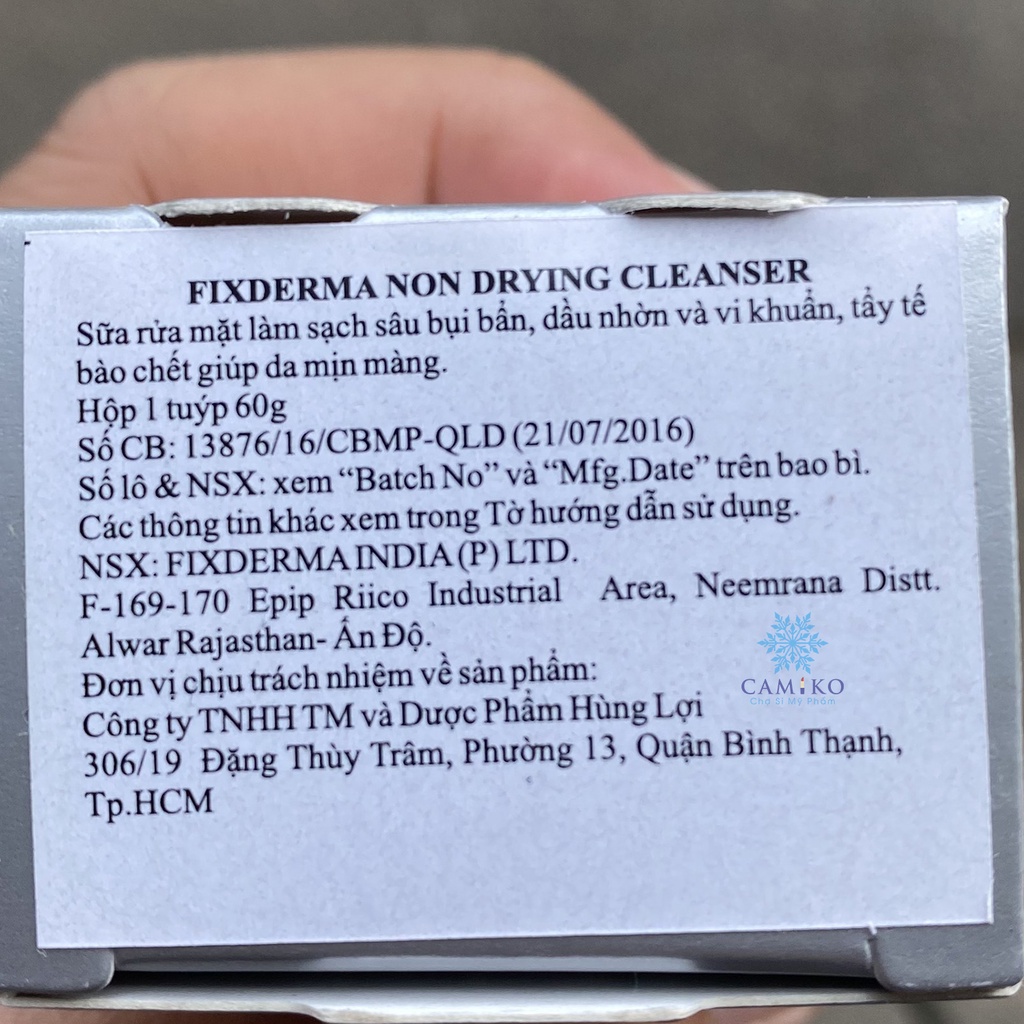 FIXDERMA NON DRYING CLEANSER
Sữa rửa mặt làm sạch sâu bụi bẩn, dầu nhờn và vi khuẩn, tẩy tế
bào chết giúp da mịn màng.
Hộp 1 tuýp 60g
Số CB: 13876/16/CBMP-QLD (21/07/2016)
Số lô & NSX: xem “Batch No” và “Mfg.Date” trên bao bì.
Các thông tin khác xem trong Tờ hướng dẫn sử dụng.
NSX: FIXDERMA INDIA (P) LTD.
F-169-170 Epip Riico Industrial Area, Neemrana Distt.
Alwar Rajasthan- Ấn Độ.
Đơn vị chịu trách nhiệm về sản phẩm:
Công ty TNHH TM và Dược Phẩm Hùng Lợi
306/19 Đặng Thùy Trâm, Phường 13, Quận Bình Thạnh,
Tp.HCM
CAMIKO
Chợ Sỉ Mỹ Phẩm